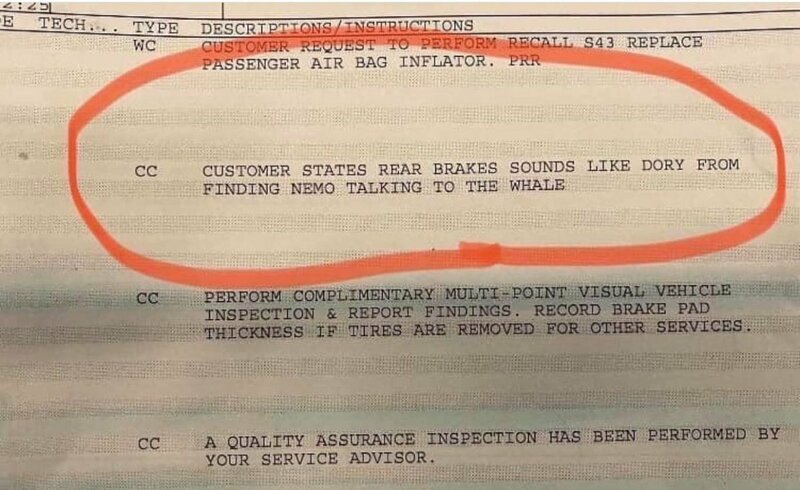 2:25
E TECH... TYPE DESCRIPTIONS/INSTRUCTIONS
WC CUSTOMER REQUEST TO PERFORM RECALL S43 REPLACE
PASSENGER AIR BAG INFLATOR. PRR
CC CUSTOMER STATES REAR BRAKES SOUNDS LIKE DORY FROM
FINDING NEMO TALKING TO THE WHALE
CC PERFORM COMPLIMENTARY MULTI-POINT VISUAL VEHICLE
INSPECTION & REPORT FINDINGS. RECORD BRAKE PAD
THICKNESS IF TIRES ARE REMOVED FOR OTHER SERVICES.
CC A QUALITY ASSURANCE INSPECTION HAS BEEN PERFORMED BY
YOUR SERVICE ADVISOR.